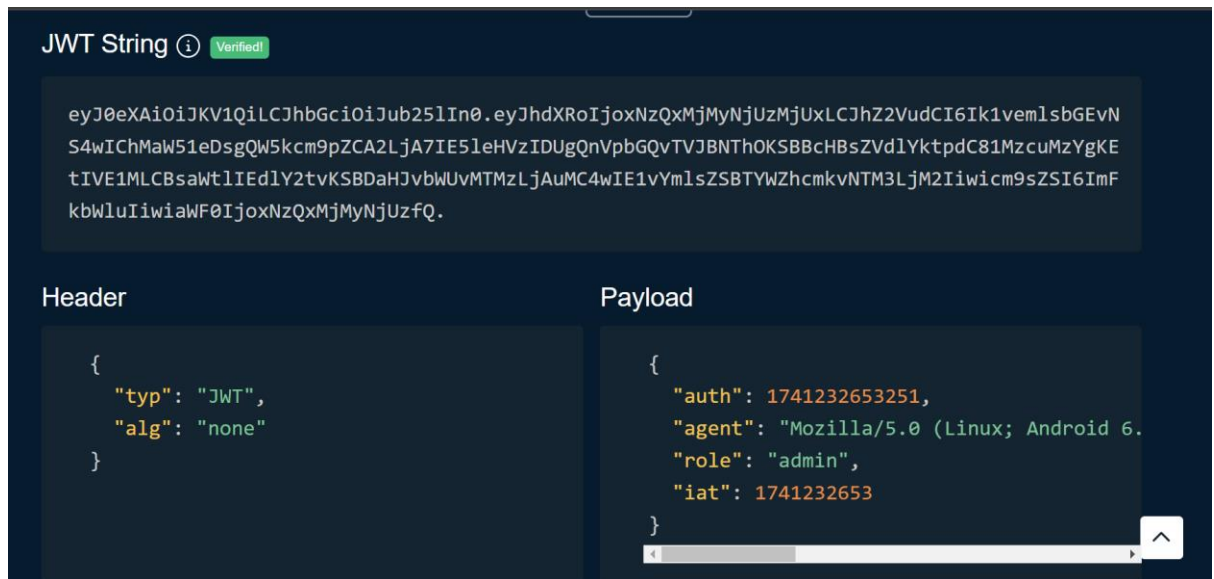 JWT String i Verified!
eyJ0eXAiOiJKV1QiLCJhbGciOiJub25lIn0.eyJhdXRoIjoxNzQxMjMyNjUzMjUxLCJhZ2VudCI6Ik1vemlsbGEvN
S4wIChMaW51eDsgQW5kcm9pZCA2LjA7IE5leHVzIDUgQnVpbGQvTVJBNThOKSBBcHBsZVdlYktpdC81MzcuMzYgKE
tIVE1MLCBsaWtlIEdlY2tvKSBDaHJvbWUvMTMzLjAuMC4wIE1vYmlsZSBTYWZhcmkvNTM3LjM2Iiwicm9sZSI6ImF
kbWluIiwiaWF0IjoxNzQxMjMyNjUzfQ.
Header
{
"typ": "JWT",
"alg": "none"
}
Payload
{
"auth": 1741232653251,
"agent": "Mozilla/5.0 (Linux; Android 6.
"role": "admin",
"iat": 1741232653
}